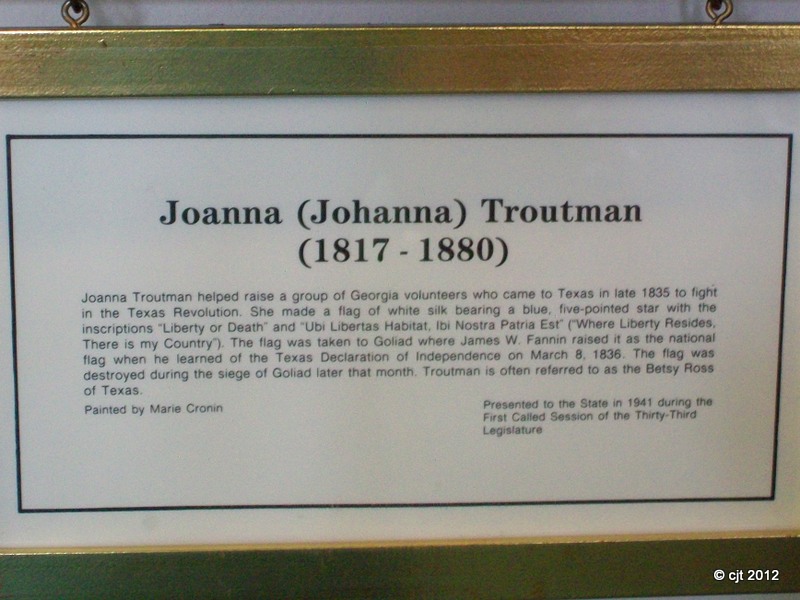 Joanna (Johanna) Troutman
(1817 - 1880)
Joanna Troutman helped raise a group of Georgia volunteers who came to Texas in late 1835 to fight
in the Texas Revolution. She made a flag of white silk bearing a blue, five-pointed star with the
inscriptions "Liberty or Death" and "Ubi Libertas Habitat, Ibi Nostra Patria Est" ("Where Liberty Resides,
There is my Country"). The flag was taken to Goliad where James W. Fannin raised it as the national
flag when he learned of the Texas Declaration of Independence on March 8, 1836. The flag was
destroyed during the siege of Goliad later that month. Troutman is often referred to as the Betsy Ross
of Texas.
Painted by Marie Cronin
Presented to the State in 1941 during the
First Called Session of the Thirty-Third
Legislature
© cjt 2012